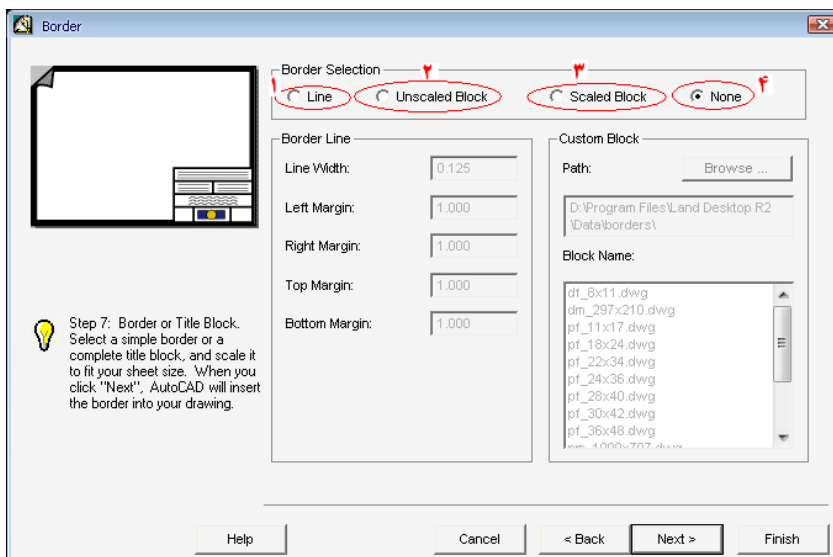 Border
Border Selection
۱ Line ۲ Unscaled Block ۳ Scaled Block None ۴
Border Line
Line Width: 0.125
Left Margin: 1.000
Right Margin: 1.000
Top Margin: 1.000
Bottom Margin: 1.000
Custom Block
Path: Browse ...
D:\Program Files\Land Desktop R2
\Data\borders\
Block Name:
df_8x11.dwg
dm_297x210.dwg
pf_11x17.dwg
pf_18x24.dwg
pf_22x34.dwg
pf_24x36.dwg
pf_28x40.dwg
pf_30x42.dwg
pf_36x48.dwg
Step 7: Border or Title Block.
Select a simple border or a
complete title block, and scale it
to fit your sheet size. When you
click "Next", AutoCAD will insert
the border into your drawing.
Help Cancel < Back Next > Finish